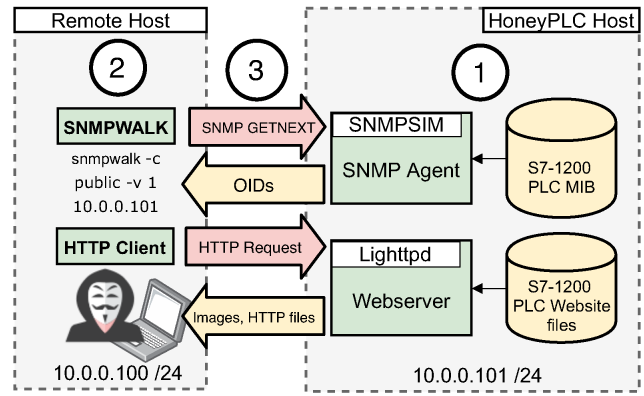 Remote Host
HoneyPLC Host
2
3
1
SNMPWALK
snmpwalk -c
public -v 1
10.0.0.101
SNMP GETNEXT
OIDs
SNMPSIM
SNMP Agent
S7-1200
PLC MIB
HTTP Client
HTTP Request
Images, HTTP files
Lighttpd
Webserver
S7-1200
PLC Website
files
10.0.0.100 /24
10.0.0.101 /24